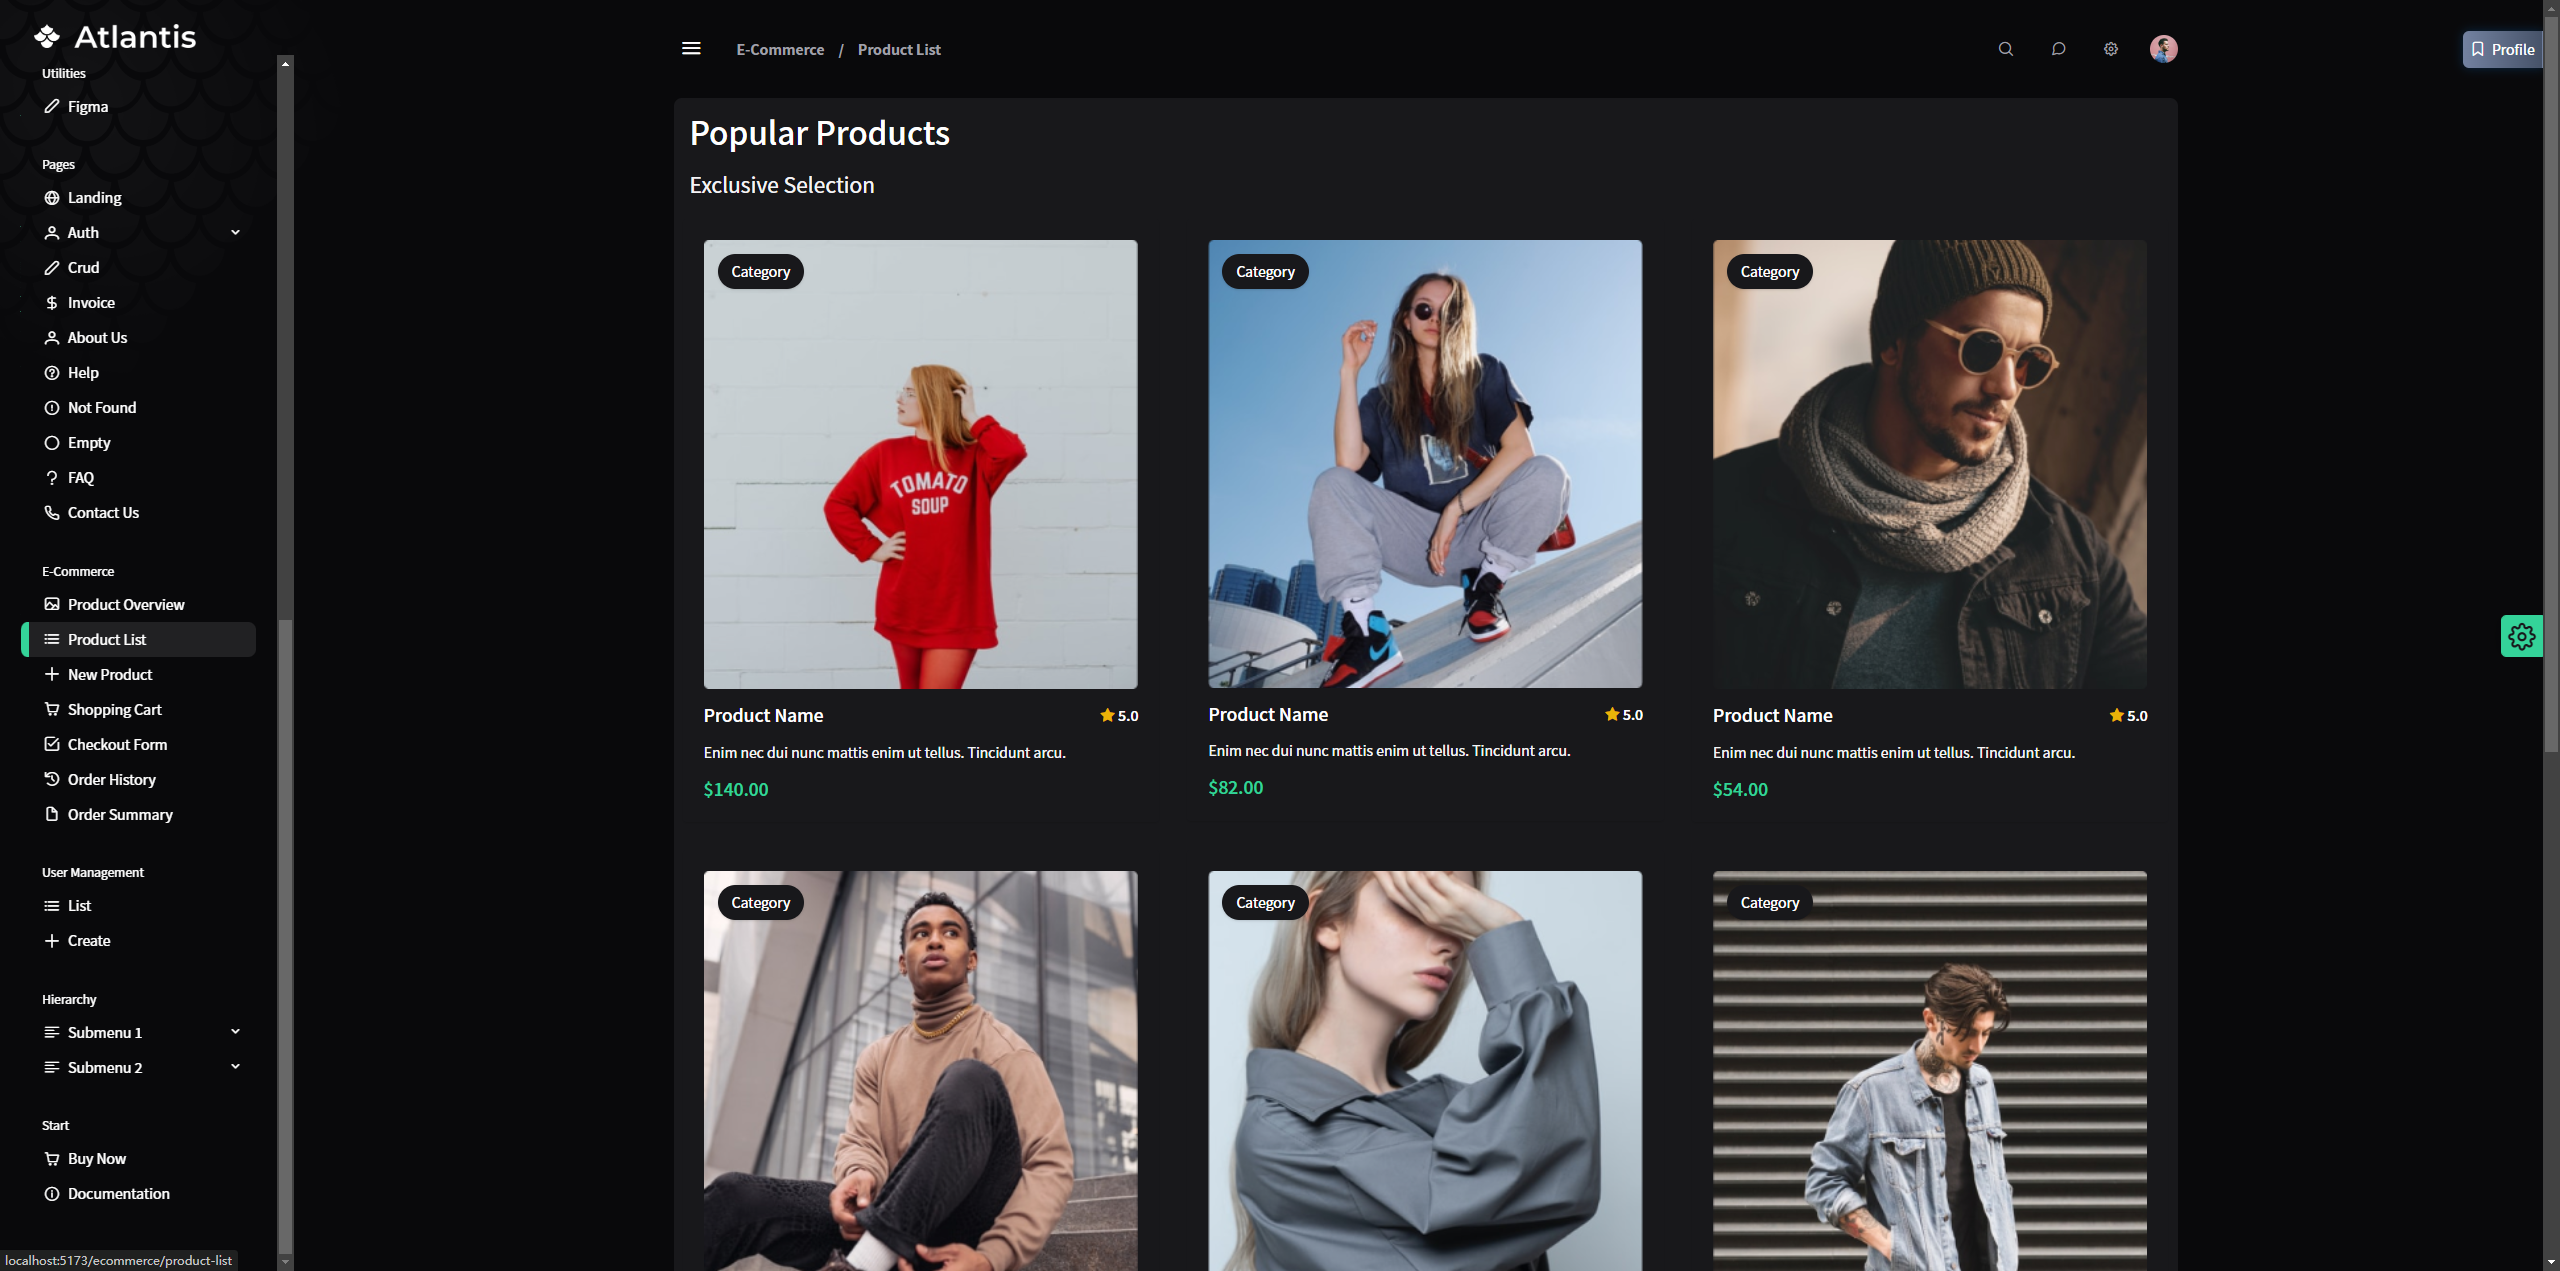 Atlantis
Utilities
Figma
Pages
Landing
Auth
Crud
Invoice
About Us
Help
Not Found
Empty
FAQ
Contact Us
E-Commerce
Product Overview
Product List
New Product
Shopping Cart
Checkout Form
Order History
Order Summary
User Management
List
Create
Hierarchy
Submenu 1
Submenu 2
Start
Buy Now
Documentation
localhost:5173/ecommerce/product-list
E-Commerce / Product List
Profile
Popular Products
Exclusive Selection
Category
TOMATO
SOUP
Product Name 5.0
Enim nec dui nunc mattis enim ut tellus. Tincidunt arcu.
$140.00
Category
Product Name 5.0
Enim nec dui nunc mattis enim ut tellus. Tincidunt arcu.
$82.00
Category
Product Name 5.0
Enim nec dui nunc mattis enim ut tellus. Tincidunt arcu.
$54.00
Category
Category
Category